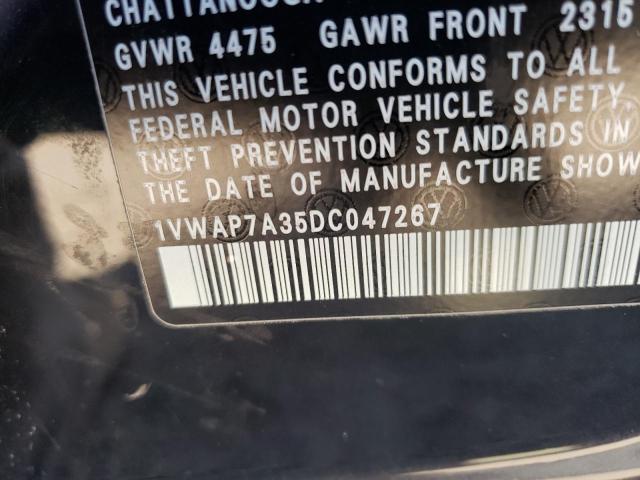 CHATTANOOGA
GVWR 4475 GAWR FRONT 2315
THIS VEHICLE CONFORMS TO ALL
FEDERAL MOTOR VEHICLE SAFETY
THEFT PREVENTION STANDARDS IN
THE DATE OF MANUFACTURE SHOW
1VWAP7A35DC047267